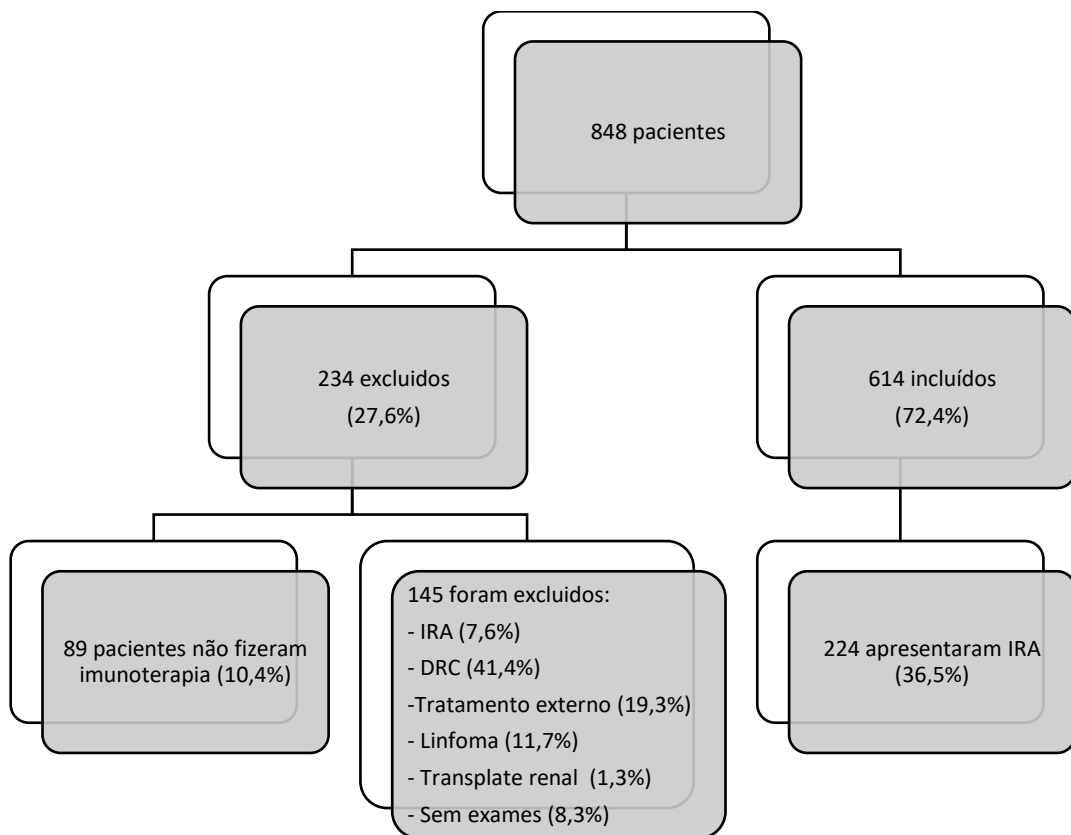 848 pacientes
234 excluidos
(27,6%)
614 incluídos
(72,4%)
89 pacientes não fizeram
imunoterapia (10,4%)
145 foram excluidos:
- IRA (7,6%)
- DRC (41,4%)
-Tratamento externo (19,3%)
- Linfoma (11,7%)
- Transplate renal (1,3%)
- Sem exames (8,3%)
224 apresentaram IRA
(36,5%)